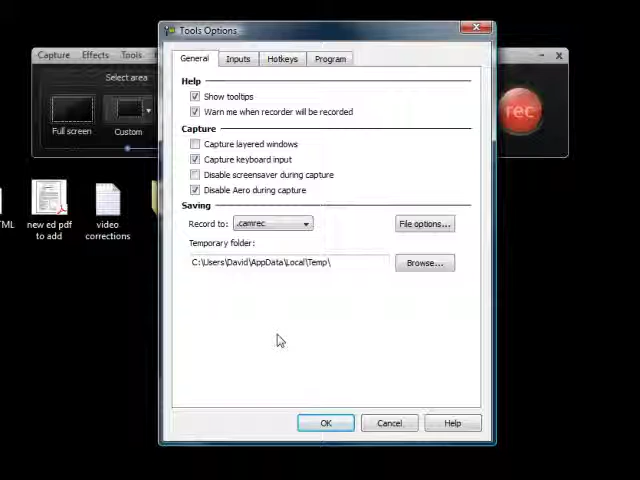 Tools Options
Capture Effects Tools
Select area
Full screen
Custom
rec
General Inputs Hotkeys Program
Help
Show tooltips
Warn me when recorder will be recorded
Capture
Capture layered windows
Capture keyboard input
Disable screensaver during capture
Disable Aero during capture
Saving
Record to: .camrec File options...
Temporary folder:
C:\Users\David\AppData\Local\Temp\ Browse...
OK Cancel Help
new ed pdf
to add
video
corrections